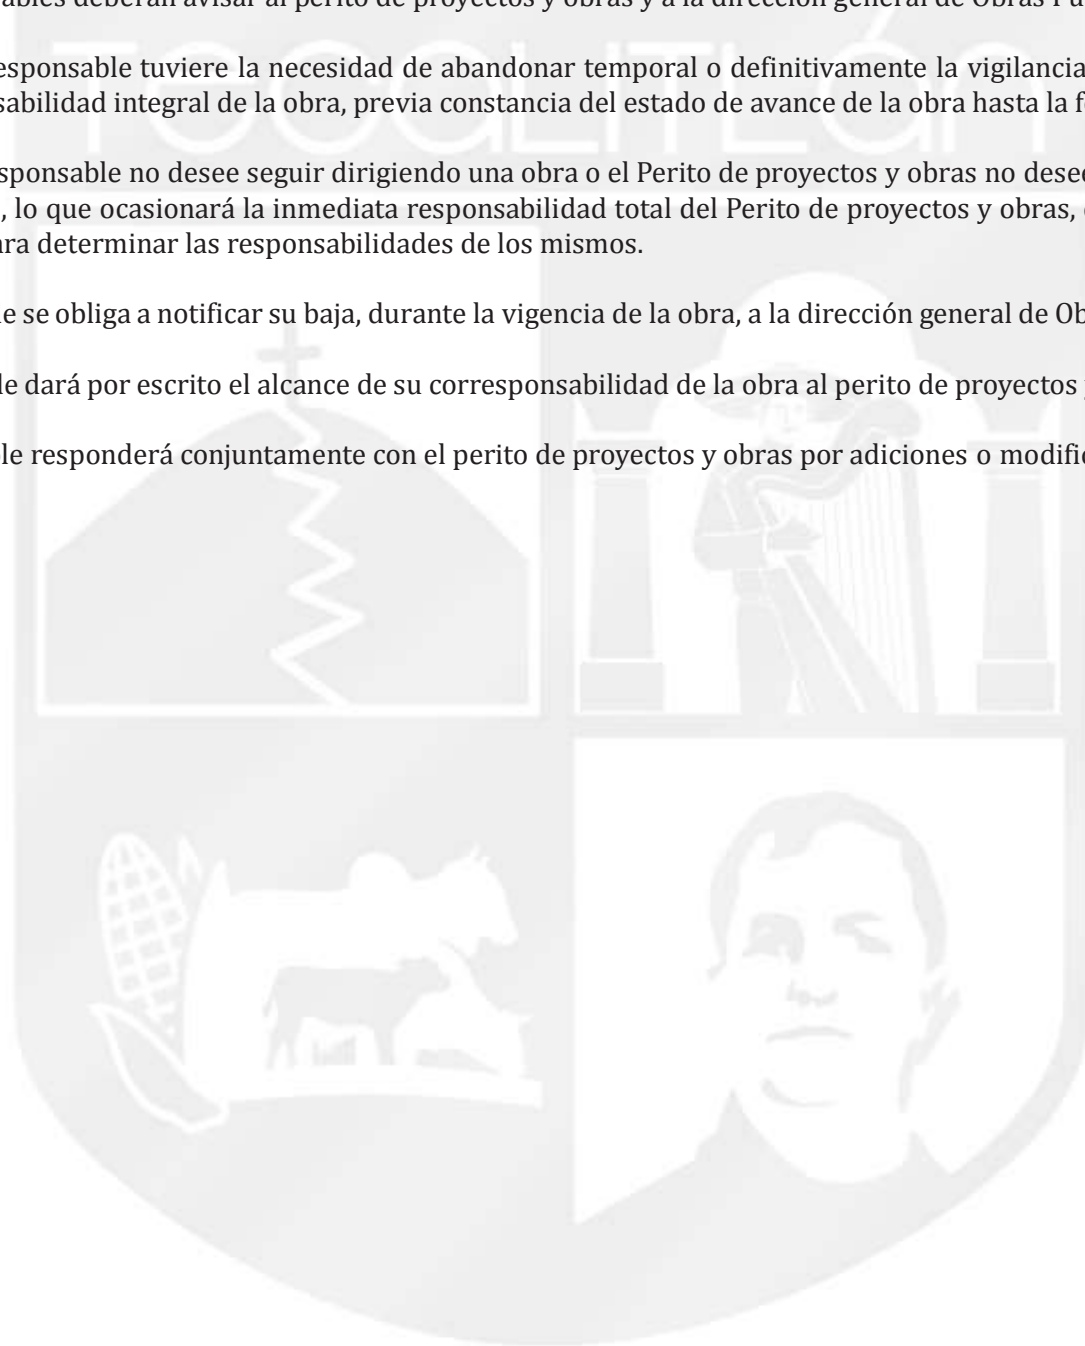 ables deberán avisar al perito de proyectos y obras y a la dirección general de Obras Pú
TECALITLÁN
esponsable tuviere la necesidad de abandonar temporal o definitivamente la vigilancia
sabilidad integral de la obra, previa constancia del estado de avance de la obra hasta la f
sponsable no desee seguir dirigiendo una obra o el Perito de proyectos y obras no dese
, lo que ocasionará la inmediata responsabilidad total del Perito de proyectos y obras,
ara determinar las responsabilidades de los mismos.
e se obliga a notificar su baja, durante la vigencia de la obra, a la dirección general de Ob
le dará por escrito el alcance de su corresponsabilidad de la obra al perito de proyectos
le responderá conjuntamente con el perito de proyectos y obras por adiciones o modifi